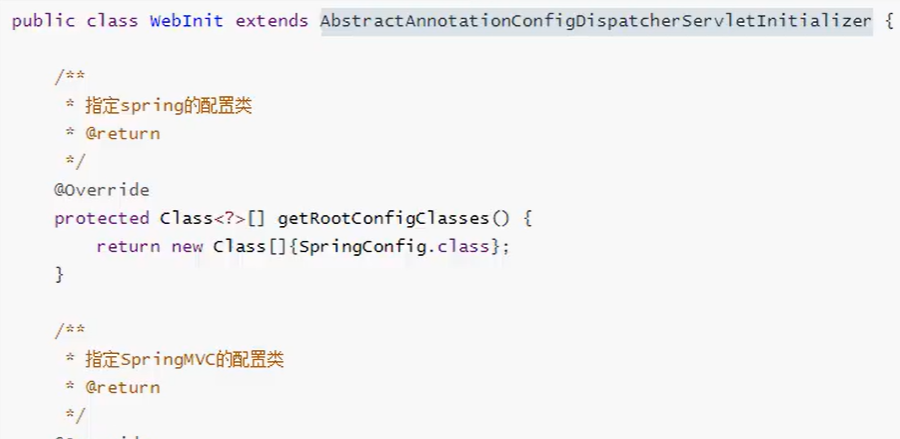 public class WebInit extends AbstractAnnotationConfigDispatcherServletInitializer {
/**
* 指定spring的配置类
* @return
*/
@Override
protected Class<?>[] getRootConfigClasses() {
return new Class[]{SpringConfig.class};
}
/**
* 指定SpringMVC的配置类
* @return
*/